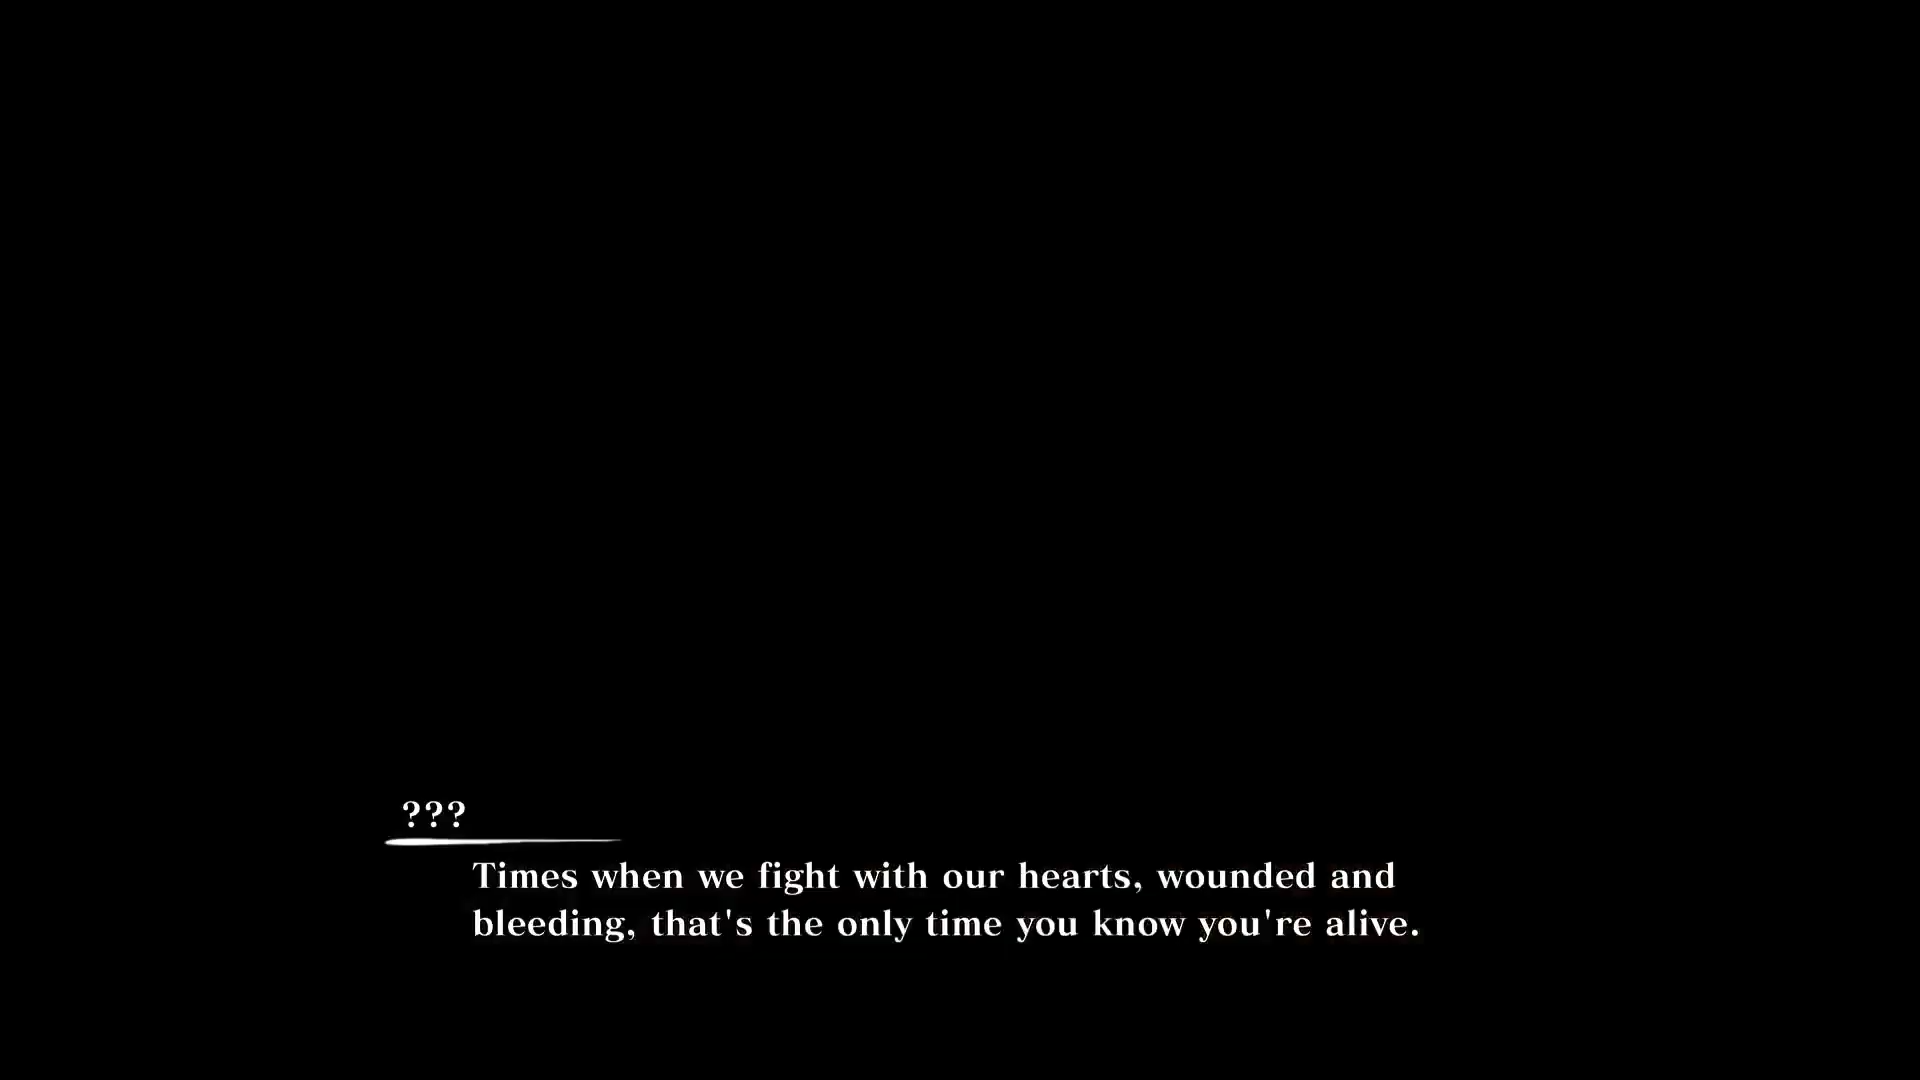 ???
Times when we fight with our hearts, wounded and
bleeding, that's the only time you know you're alive.